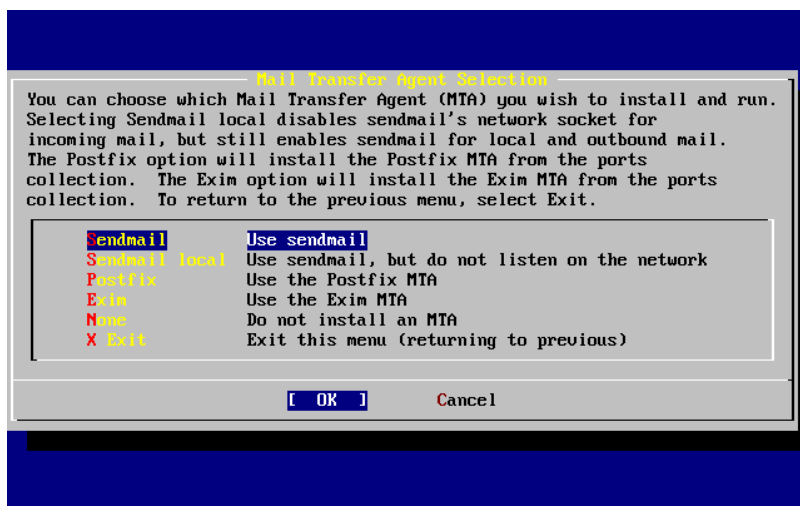 Mail Transfer Agent Selection
You can choose which Mail Transfer Agent (MTA) you wish to install and run.
Selecting Sendmail local disables sendmail's network socket for
incoming mail, but still enables sendmail for local and outbound mail.
The Postfix option will install the Postfix MTA from the ports
collection.  The Exim option will install the Exim MTA from the ports
collection.  To return to the previous menu, select Exit.
Sendmail Use sendmail
Sendmail local Use sendmail, but do not listen on the network
Postfix Use the Postfix MTA
Exim Use the Exim MTA
None Do not install an MTA
X Exit Exit this menu (returning to previous)
[ OK ] Cancel